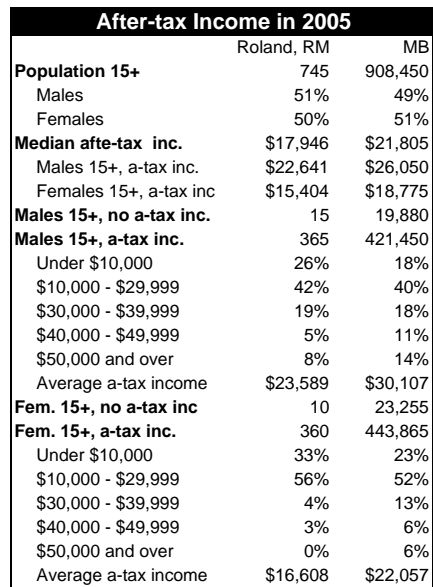 After-tax Income in 2005
Roland, RM MB
Population 15+ 745 908,450
Males 51% 49%
Females 50% 51%
Median afte-tax inc. $17,946 $21,805
Males 15+, a-tax inc. $22,641 $26,050
Females 15+, a-tax inc $15,404 $18,775
Males 15+, no a-tax inc. 15 19,880
Males 15+, a-tax inc. 365 421,450
Under $10,000 26% 18%
$10,000 - $29,999 42% 40%
$30,000 - $39,999 19% 18%
$40,000 - $49,999 5% 11%
$50,000 and over 8% 14%
Average a-tax income $23,589 $30,107
Fem. 15+, no a-tax inc 10 23,255
Fem. 15+, a-tax inc. 360 443,865
Under $10,000 33% 23%
$10,000 - $29,999 56% 52%
$30,000 - $39,999 4% 13%
$40,000 - $49,999 3% 6%
$50,000 and over 0% 6%
Average a-tax income $16,608 $22,057